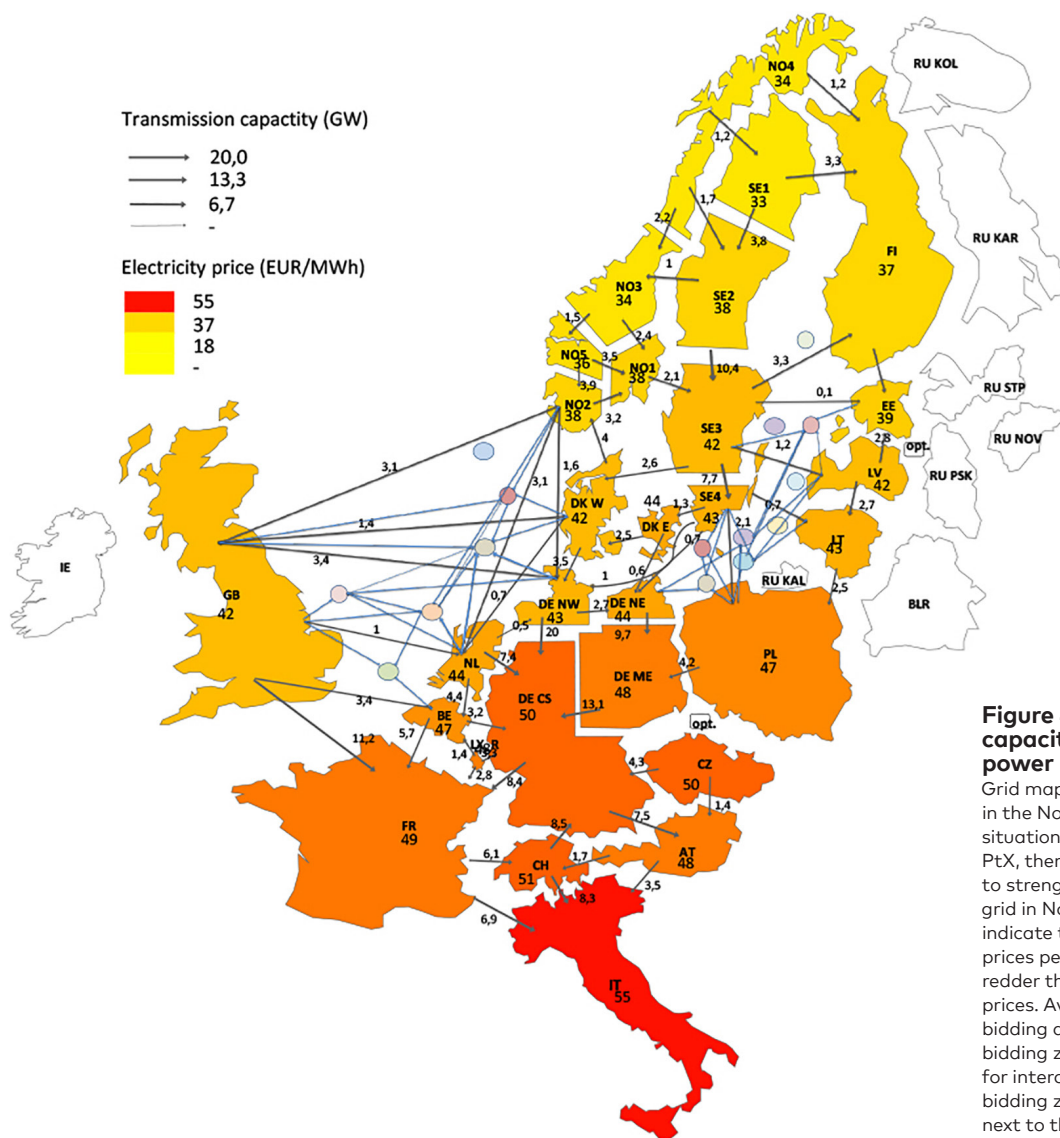 NO4
34
RU KOL
1,2
Transmission capactity (GW)
20,0
13,3
6,7
-
1,2
SE1
33
3,3
RU KAR
1,7
2,2
3,8
FI
37
Electricity price (EUR/MWh)
55
37
18
-
1
NO3
34
SE2
38
1,5
2,4
NO5
36
3,5
NO1
38
2,1
10,4
3,3
RU STP
3,9
NO2
38
3,2
0,1
EE
39
RU NOV
4
SE3
42
1,2
2,8
opt.
RU PSK
3,1
1,6
3,1
2,6
7,7
LV
42
DK W
42
44
1,3
SE4
43
0,7
2,7
1,4
DK E
2,5
0,7
2,1
LT
43
IE
3,4
3,5
0,6
1
RU KAL
2,5
BLR
GB
42
0,7
DE NW
43
2,7
DE NE
44
1
0,5
20
9,7
NL
44
7,4
PL
47
DE ME
48
4,2
3,4
4,4
DE CS
50
BE
47
3,2
13,1
opt.
11,2
5,7
1,4
2,8
8,4
4,3
CZ
50
1,4
FR
49
8,5
7,5
AT
48
6,1
CH
51
1,7
3,5
8,3
6,9
IT
55
Figure
capacit
power
Grid map
in the No
situation
PtX, ther
to streng
grid in No
indicate t
prices pe
redder th
prices. Av
bidding a
bidding z
for interc
bidding z
next to th